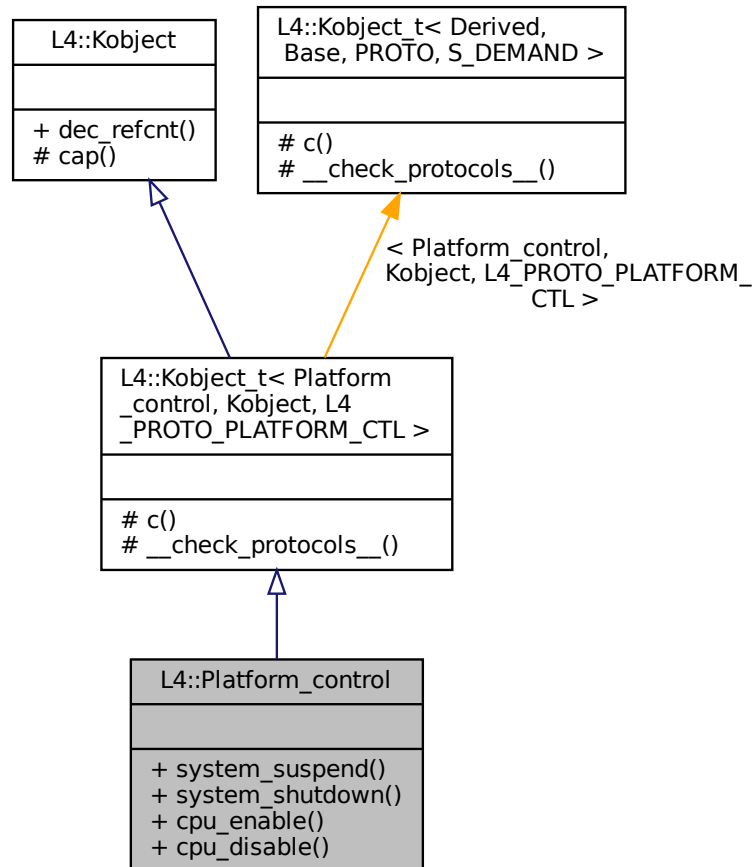 L4::Kobject
+ dec_refcnt()
# cap()
L4::Kobject_t< Derived,
Base, PROTO, S_DEMAND >
# c()
# __check_protocols__()
< Platform_control,
Kobject, L4_PROTO_PLATFORM_
CTL >
L4::Kobject_t< Platform
_control, Kobject, L4
_PROTO_PLATFORM_CTL >
# c()
# __check_protocols__()
L4::Platform_control
+ system_suspend()
+ system_shutdown()
+ cpu_enable()
+ cpu_disable()